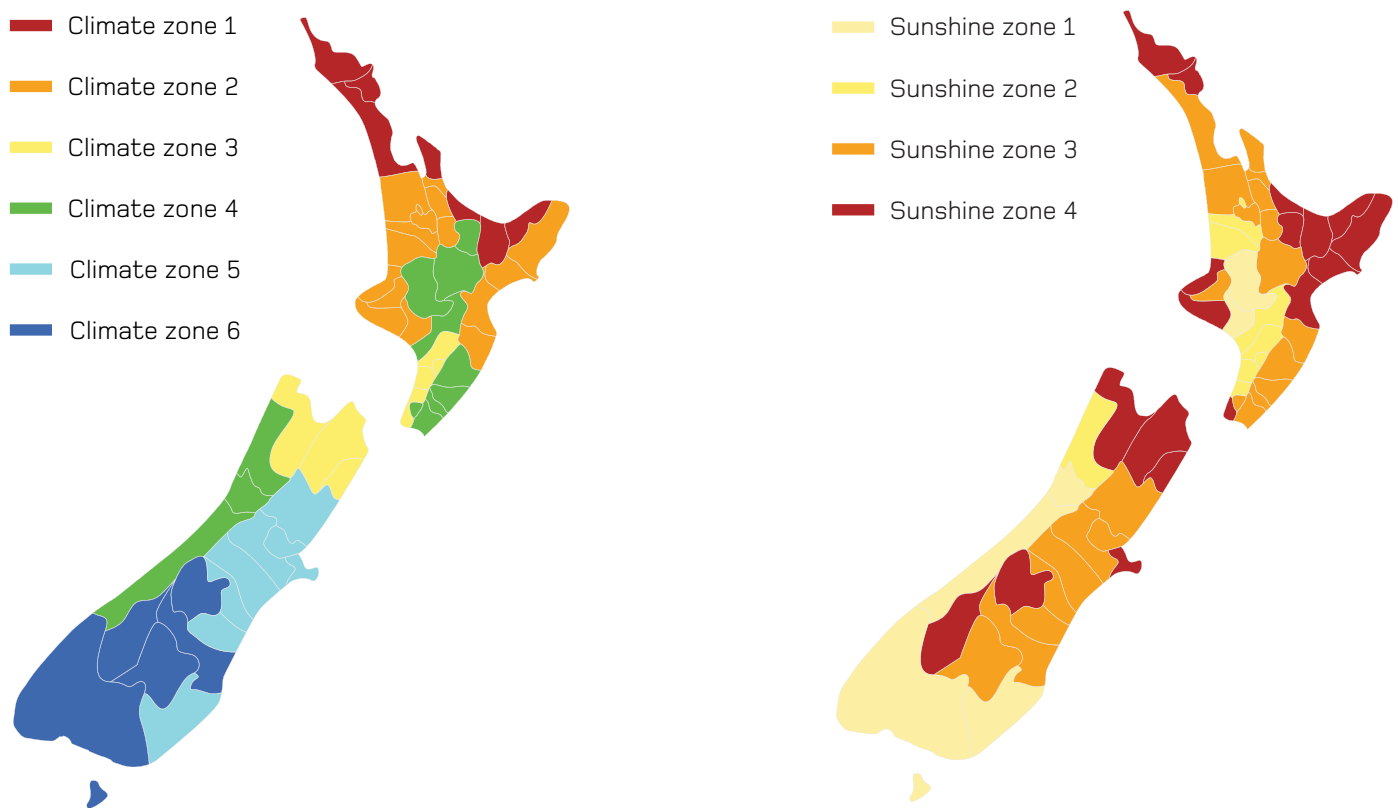 Climate zone 1
Climate zone 2
Climate zone 3
Climate zone 4
Climate zone 5
Climate zone 6
Sunshine zone 1
Sunshine zone 2
Sunshine zone 3
Sunshine zone 4